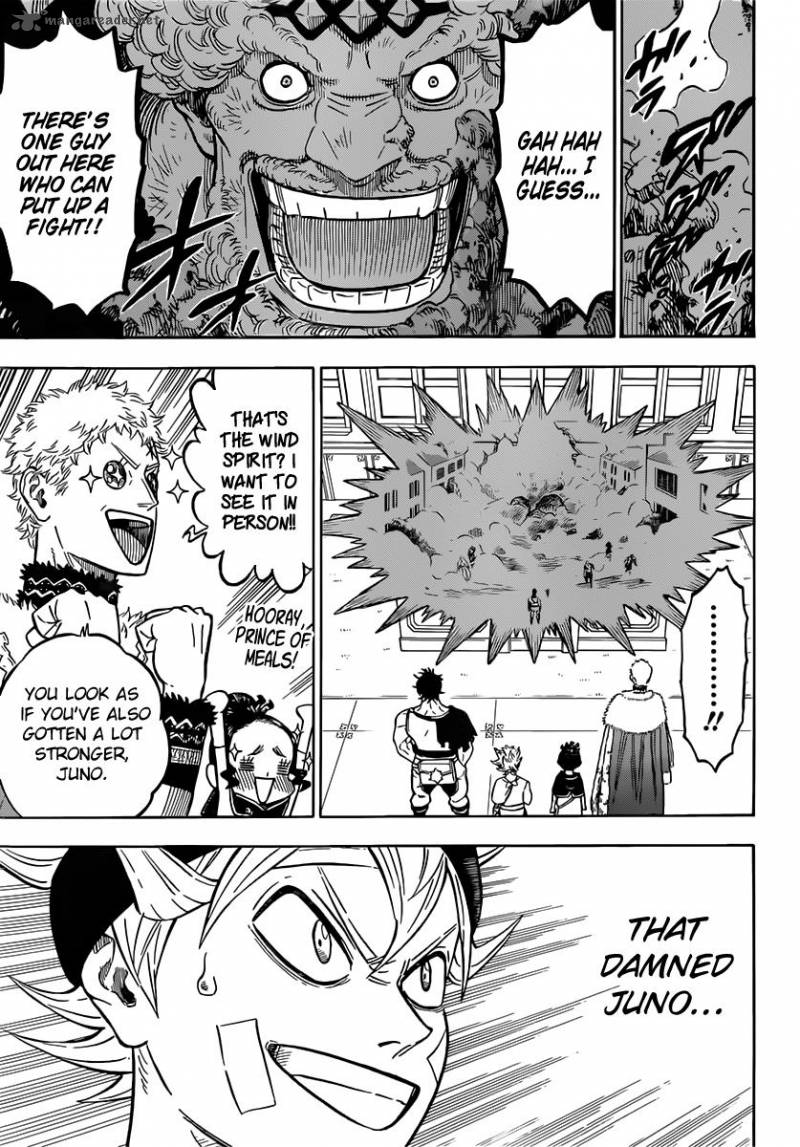 mangareader.net
GAH HAH
HAH... I
GUESS...
THERE'S
ONE GUY
OUT HERE
WHO CAN
PUT UP A
FIGHT!!
........!!
THAT'S
THE WIND
SPIRIT? I
WANT TO
SEE IT IN
PERSON!!
HOORAY,
PRINCE OF
MEALS!
YOU LOOK AS
IF YOU'VE ALSO
GOTTEN A LOT
STRONGER,
JUNO.
THAT
DAMNED
JUNO...